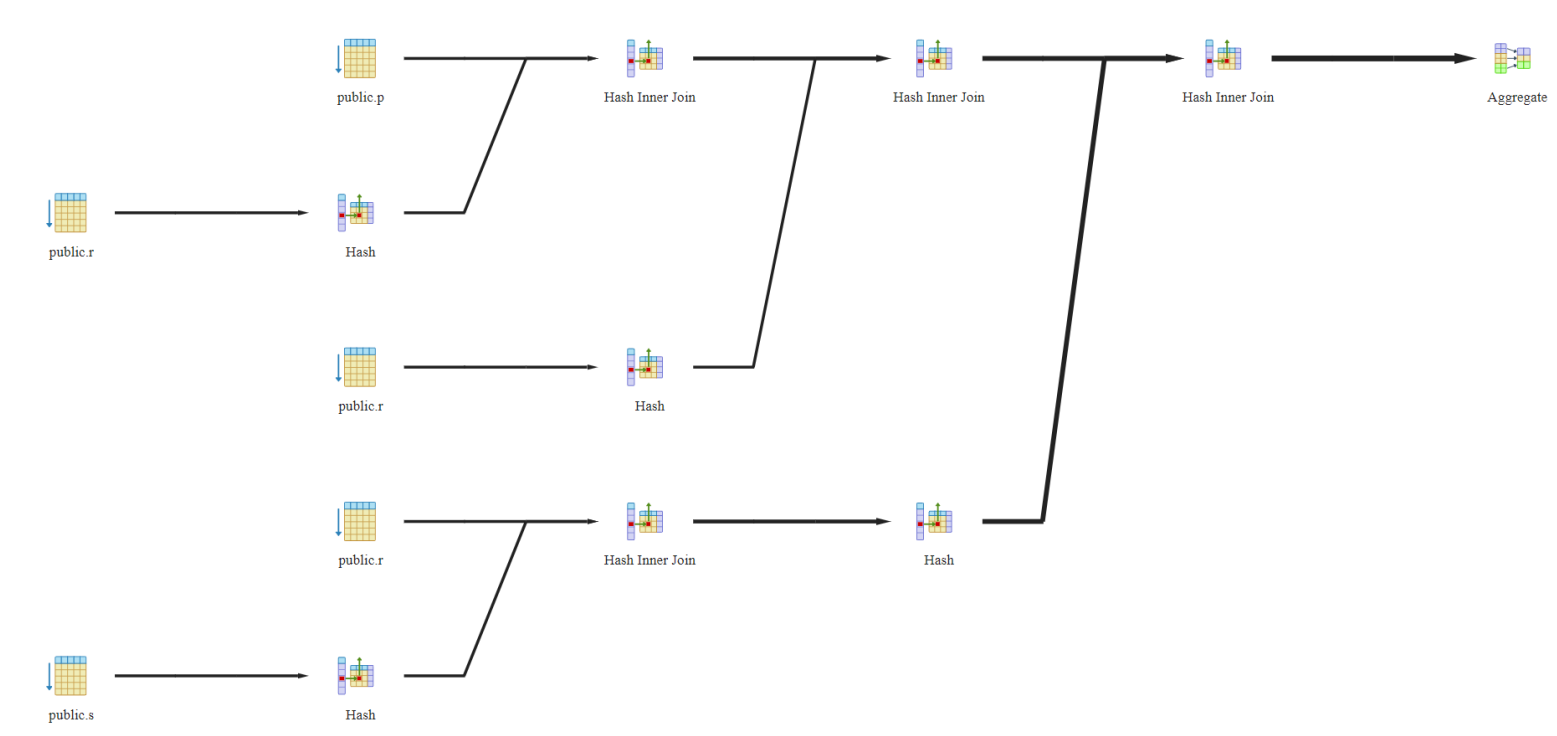 public.p
Hash Inner Join
Hash Inner Join
Hash Inner Join
Aggregate
public.r
Hash
public.r
Hash
public.r
Hash Inner Join
Hash
public.s
Hash